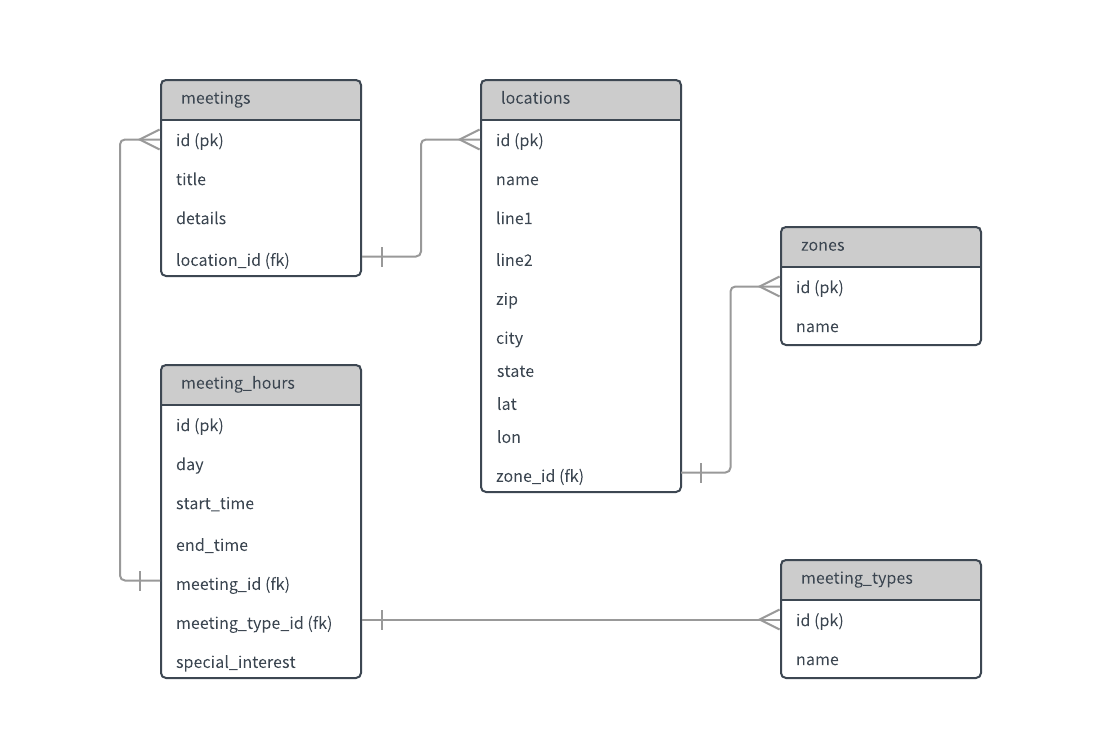 meetings
id (pk)
title
details
location_id (fk)
locations
id (pk)
name
line1
line2
zip
city
state
lat
lon
zone_id (fk)
zones
id (pk)
name
meeting_hours
id (pk)
day
start_time
end_time
meeting_id (fk)
meeting_type_id (fk)
special_interest
meeting_types
id (pk)
name